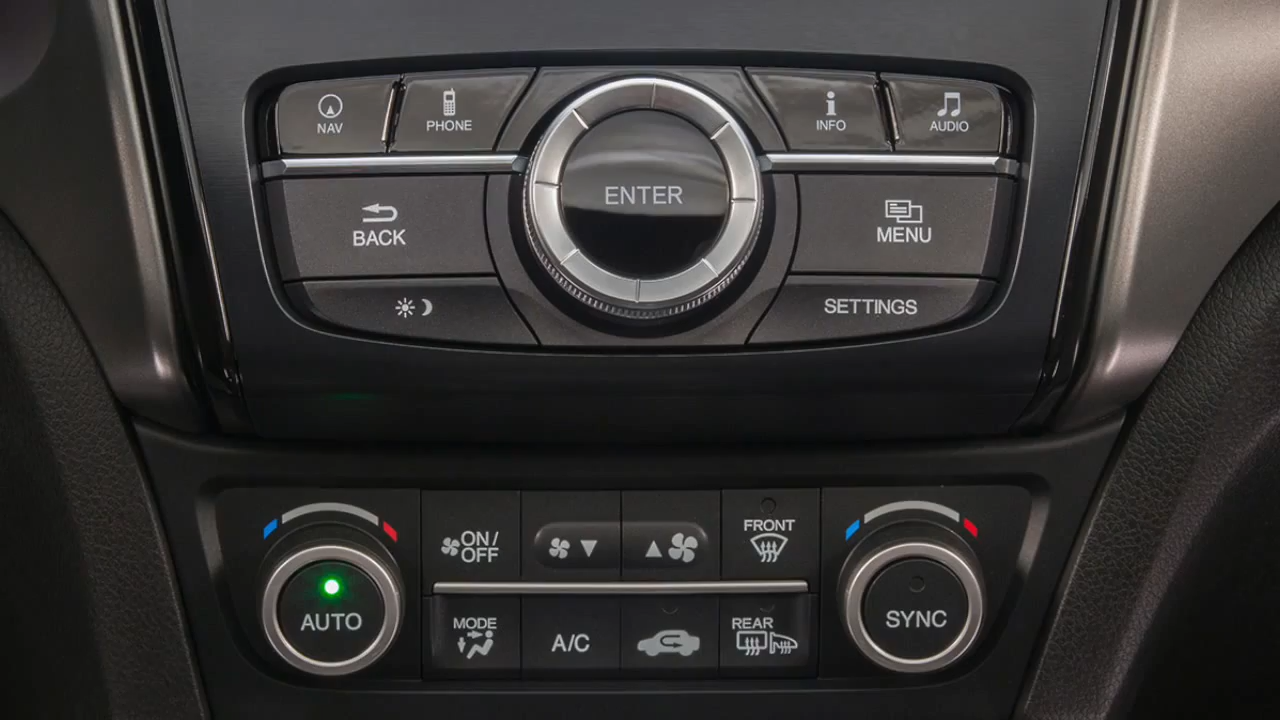 NAV
PHONE
INFO
AUDIO
ENTER
BACK
MENU
SETTINGS
ON/
OFF
FRONT
AUTO
MODE
A/C
REAR
SYNC